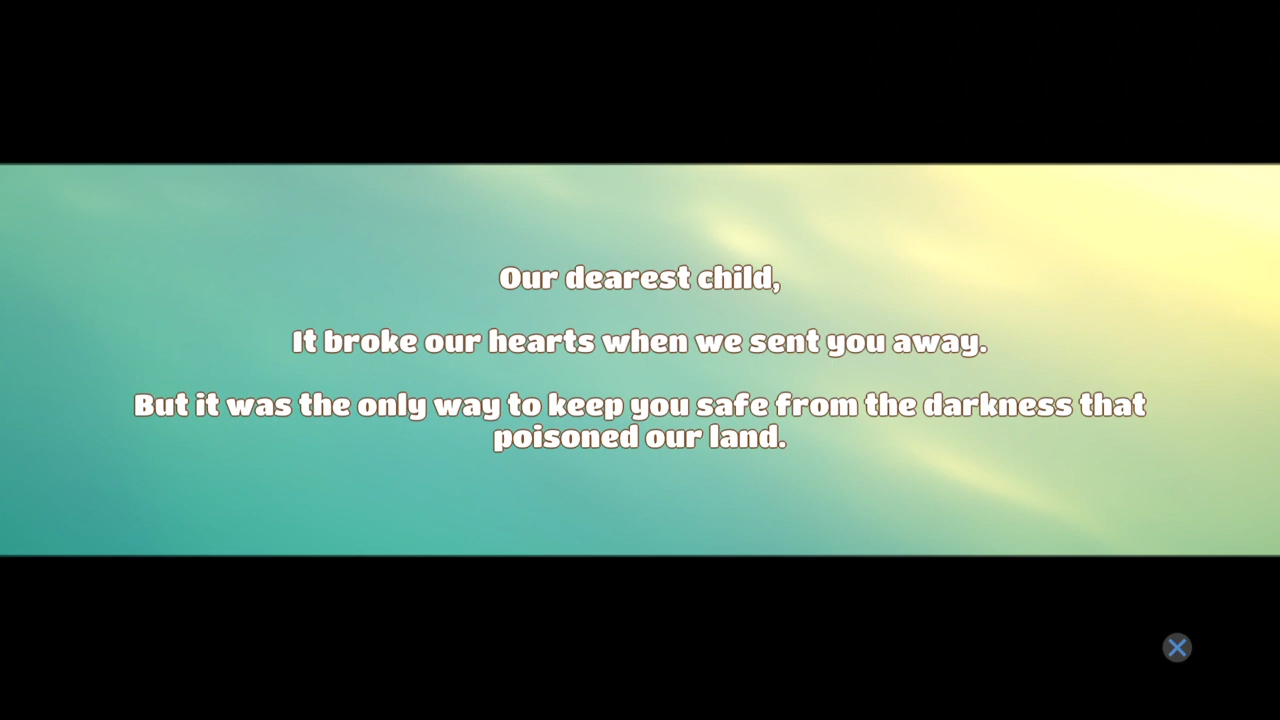 Our dearest child,
It broke our hearts when we sent you away.
But it was the only way to keep you safe from the darkness that
poisoned our land.